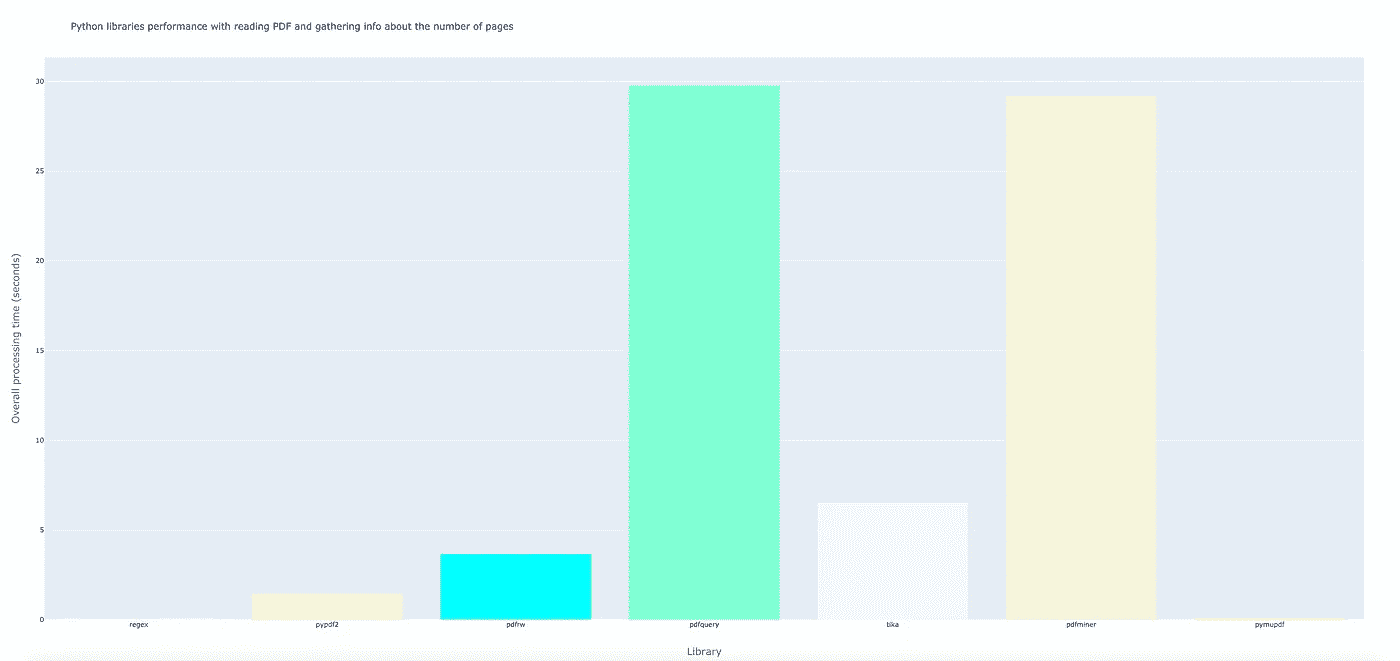 Python libraries performance with reading PDF and gathering info about the number of pages
Overall processing time (seconds)
30
25
20
15
10
5
0
regex pypdf2 pdfrw pdfquery tika pdfminer pymupdf
Library